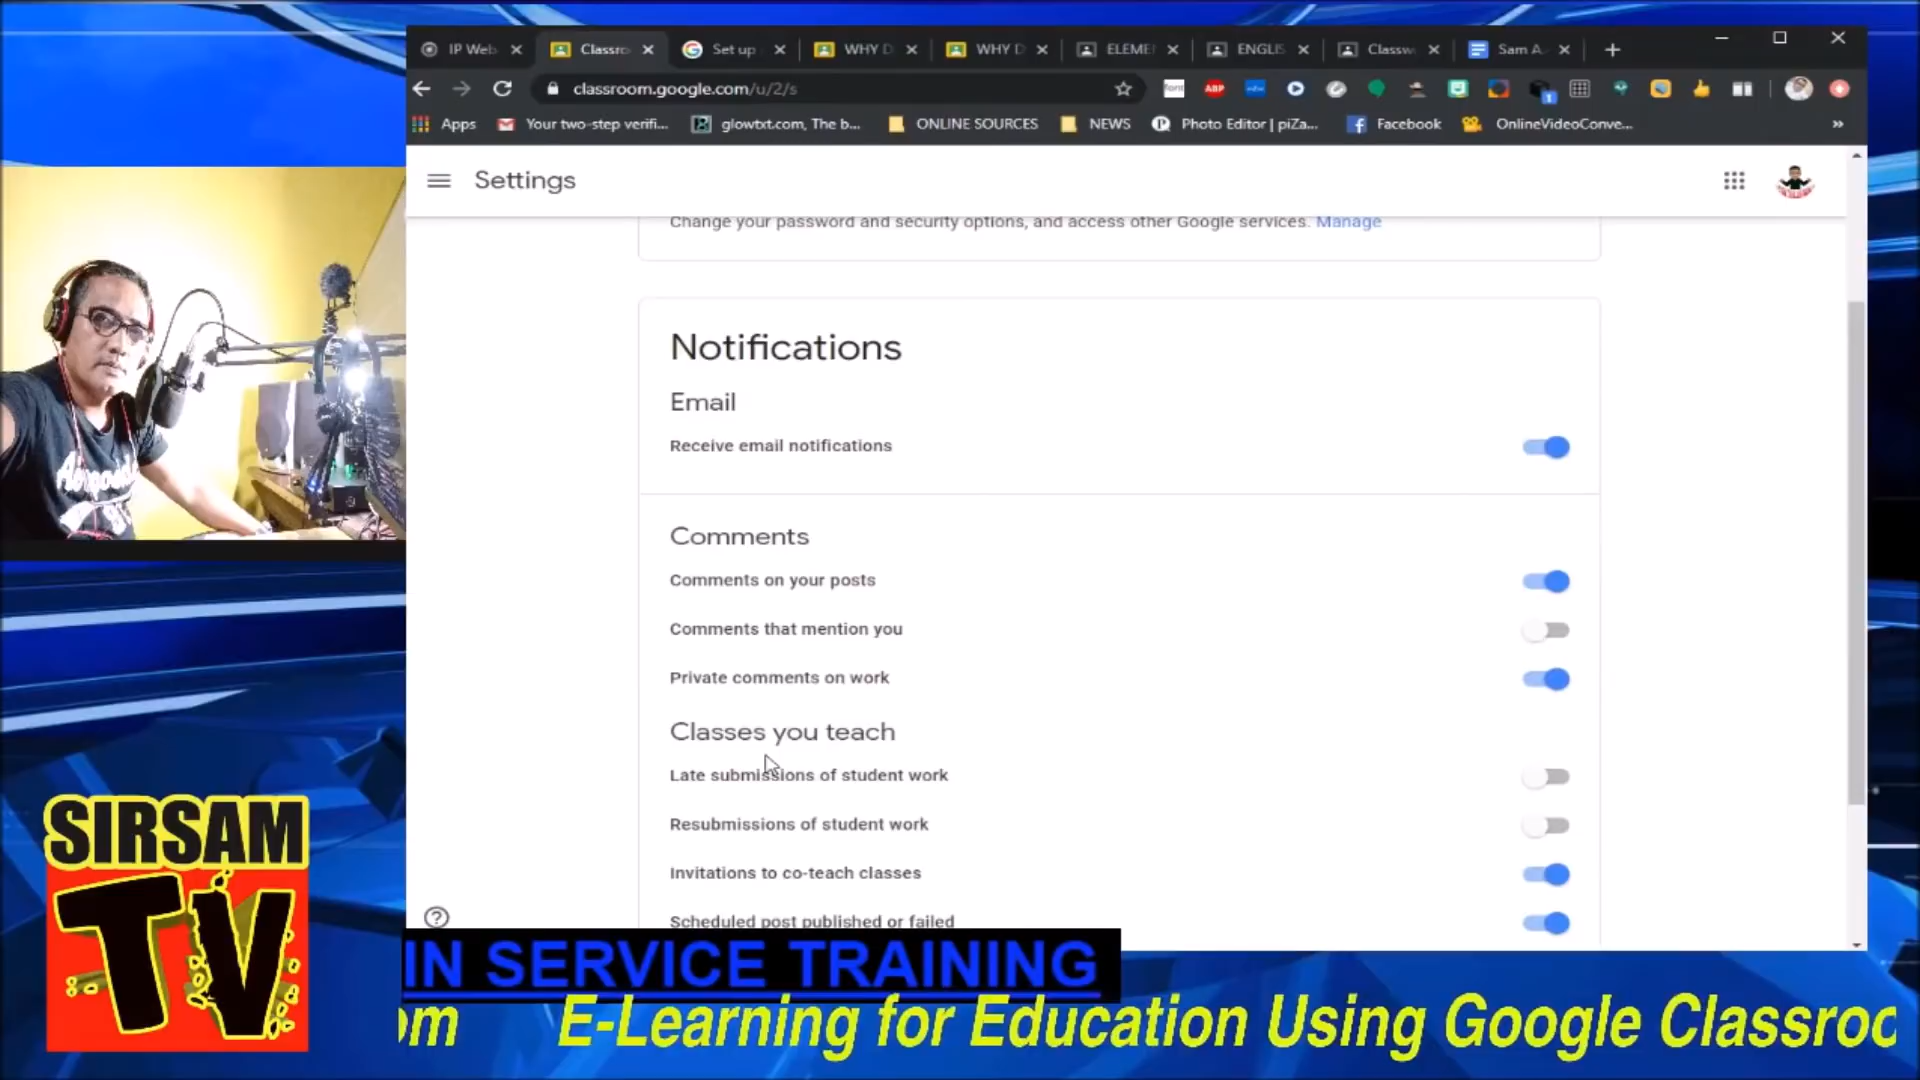 IP Web
Classro
Set up
WHY D
WHY D
ELEME
ENGLIS
Classw
Sam A.
classroom.google.com/u/2/s
ABP
1
Apps
Your two-step verifi...
glowtxt.com, The b...
ONLINE SOURCES
NEWS
Photo Editor | piZa...
Facebook
OnlineVideoConve...
»
Settings
Change your password and security options, and access other Google services. Manage
Notifications
Email
Receive email notifications
Comments
Comments on your posts
Comments that mention you
Private comments on work
Classes you teach
Late submissions of student work
Resubmissions of student work
Invitations to co-teach classes
Scheduled post published or failed
SIRSAM
TV
IN SERVICE TRAINING
om E-Learning for Education Using Google Classroo